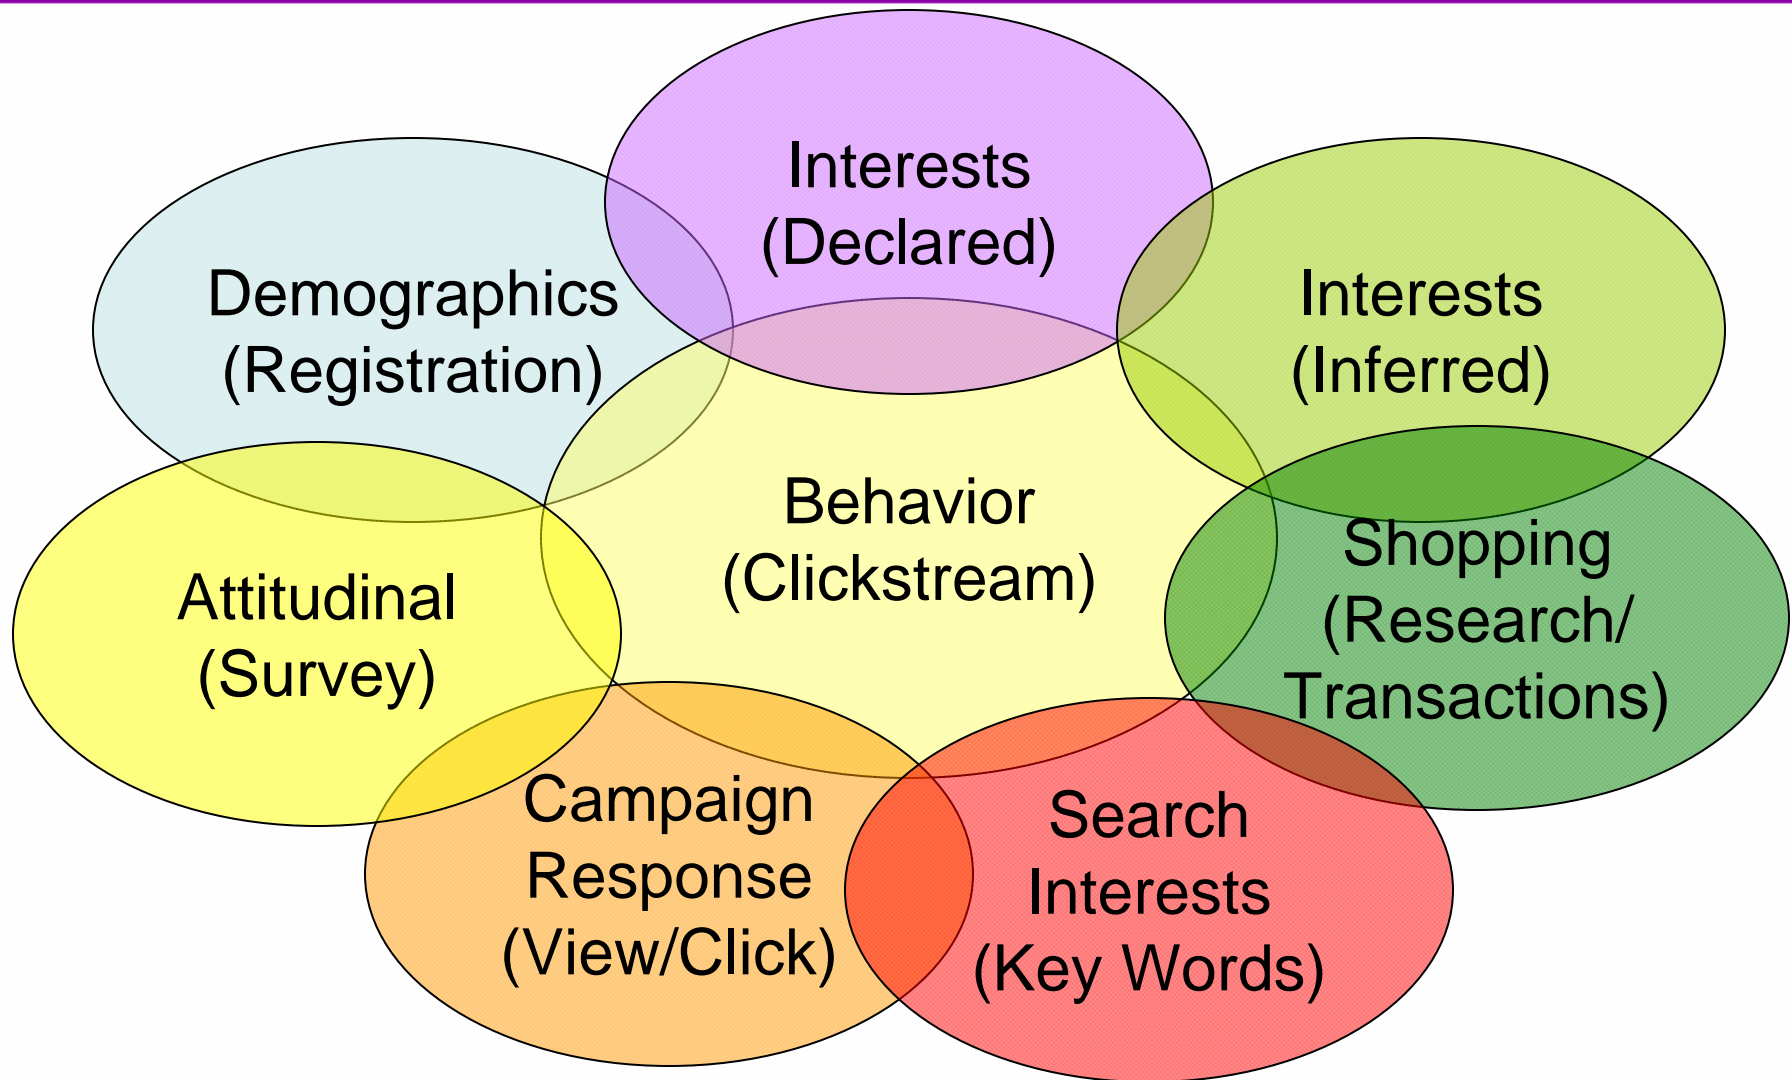 Interests
(Declared)
Demographics
(Registration)
Interests
(Inferred)
Behavior
(Clickstream)
Shopping
(Research/
Transactions)
Attitudinal
(Survey)
Campaign
Response
(View/Click)
Search
Interests
(Key Words)